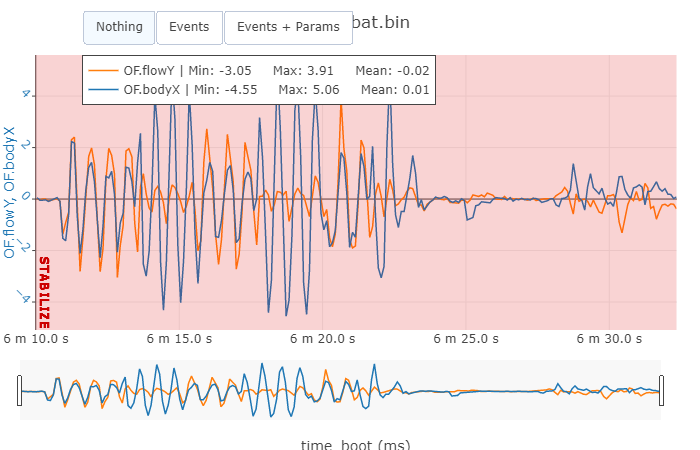 Nothing
Events
Events + Params
bat.bin
OF.flowY | Min: -3.05 Max: 3.91 Mean: -0.02
OF.bodyX | Min: -4.55 Max: 5.06 Mean: 0.01
OF.flowY, OF.bodyX
4
2
0
-2
-4
STABILIZE
6 m 10.0 s
6 m 15.0 s
6 m 20.0 s
6 m 25.0 s
6 m 30.0 s
time_boot (ms)